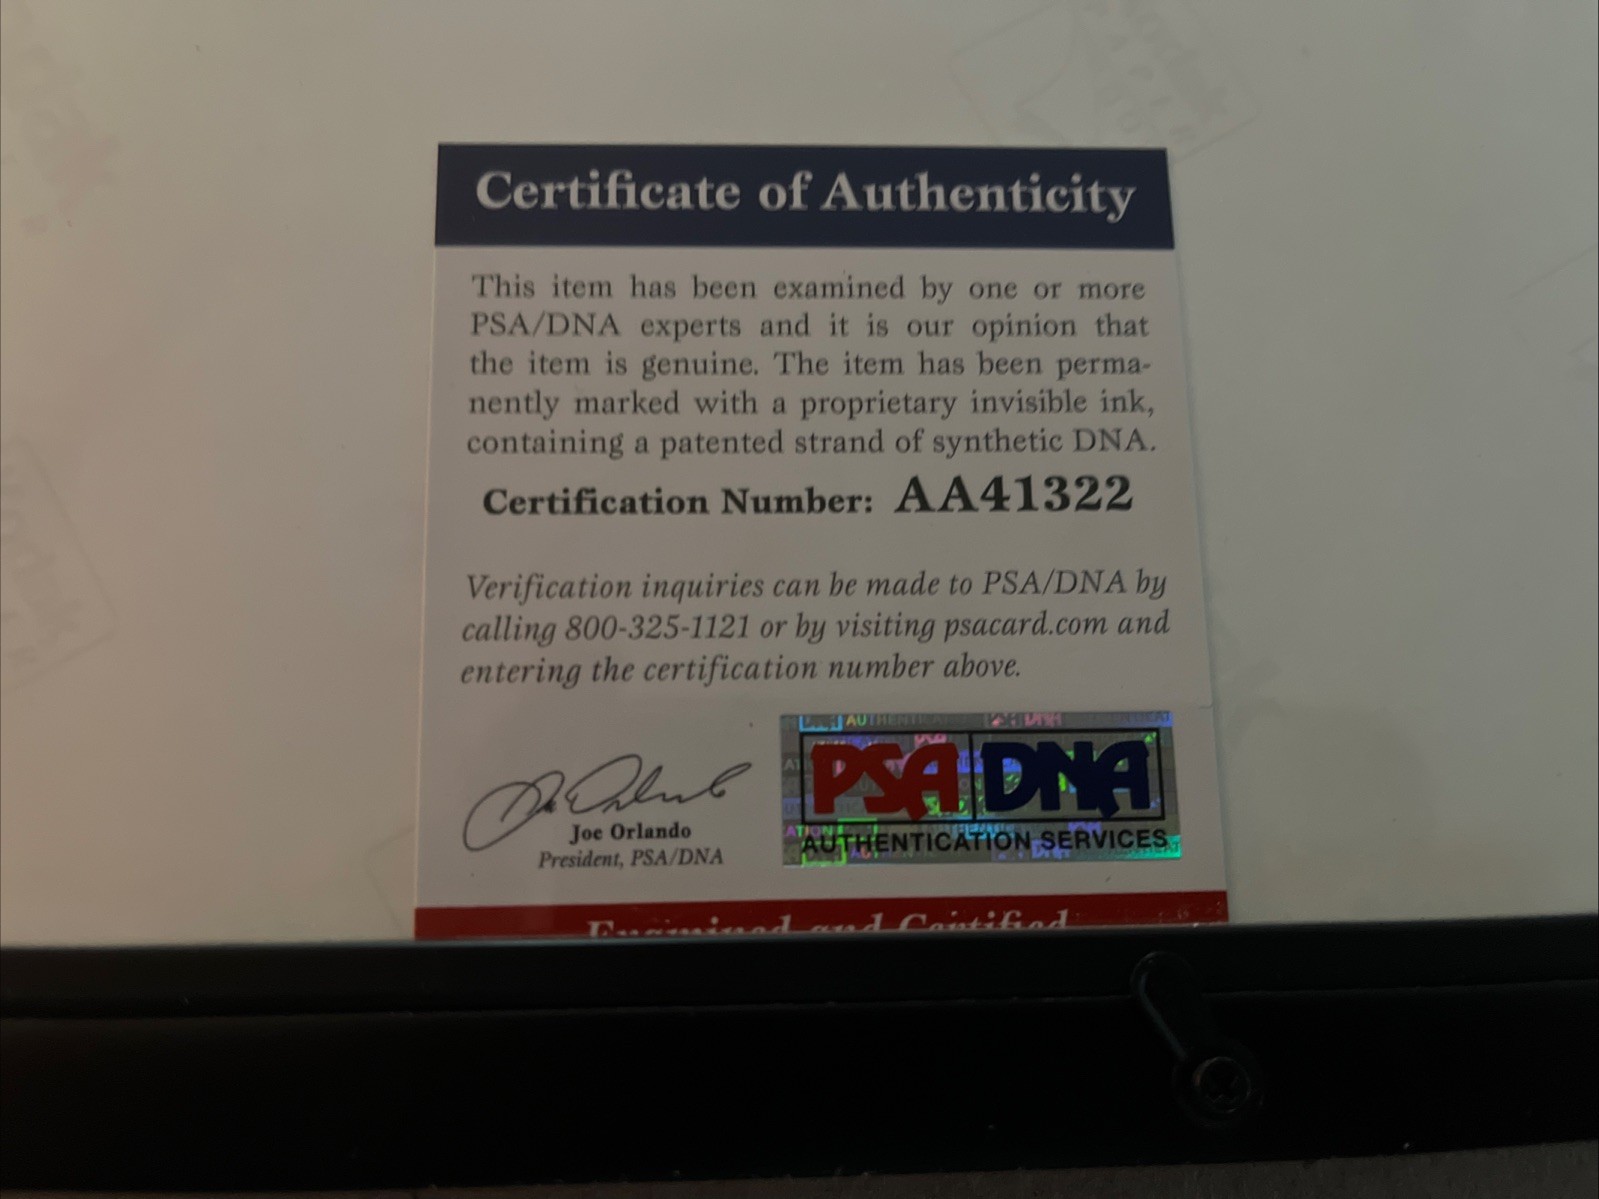 Certificate of Authenticity
This item has been examined by one or more
PSA/DNA experts and it is our opinion that
the item is genuine. The item has been perma-
nently marked with a proprietary invisible ink,
containing a patented strand of synthetic DNA.
Certification Number: AA41322
Verification inquiries can be made to PSA/DNA by
calling 800-325-1121 or by visiting psacard.com and
entering the certification number above.
Joe Orlando
President, PSA/DNA
PSA DNA
AUTHENTICATION SERVICES
Examined and Certified